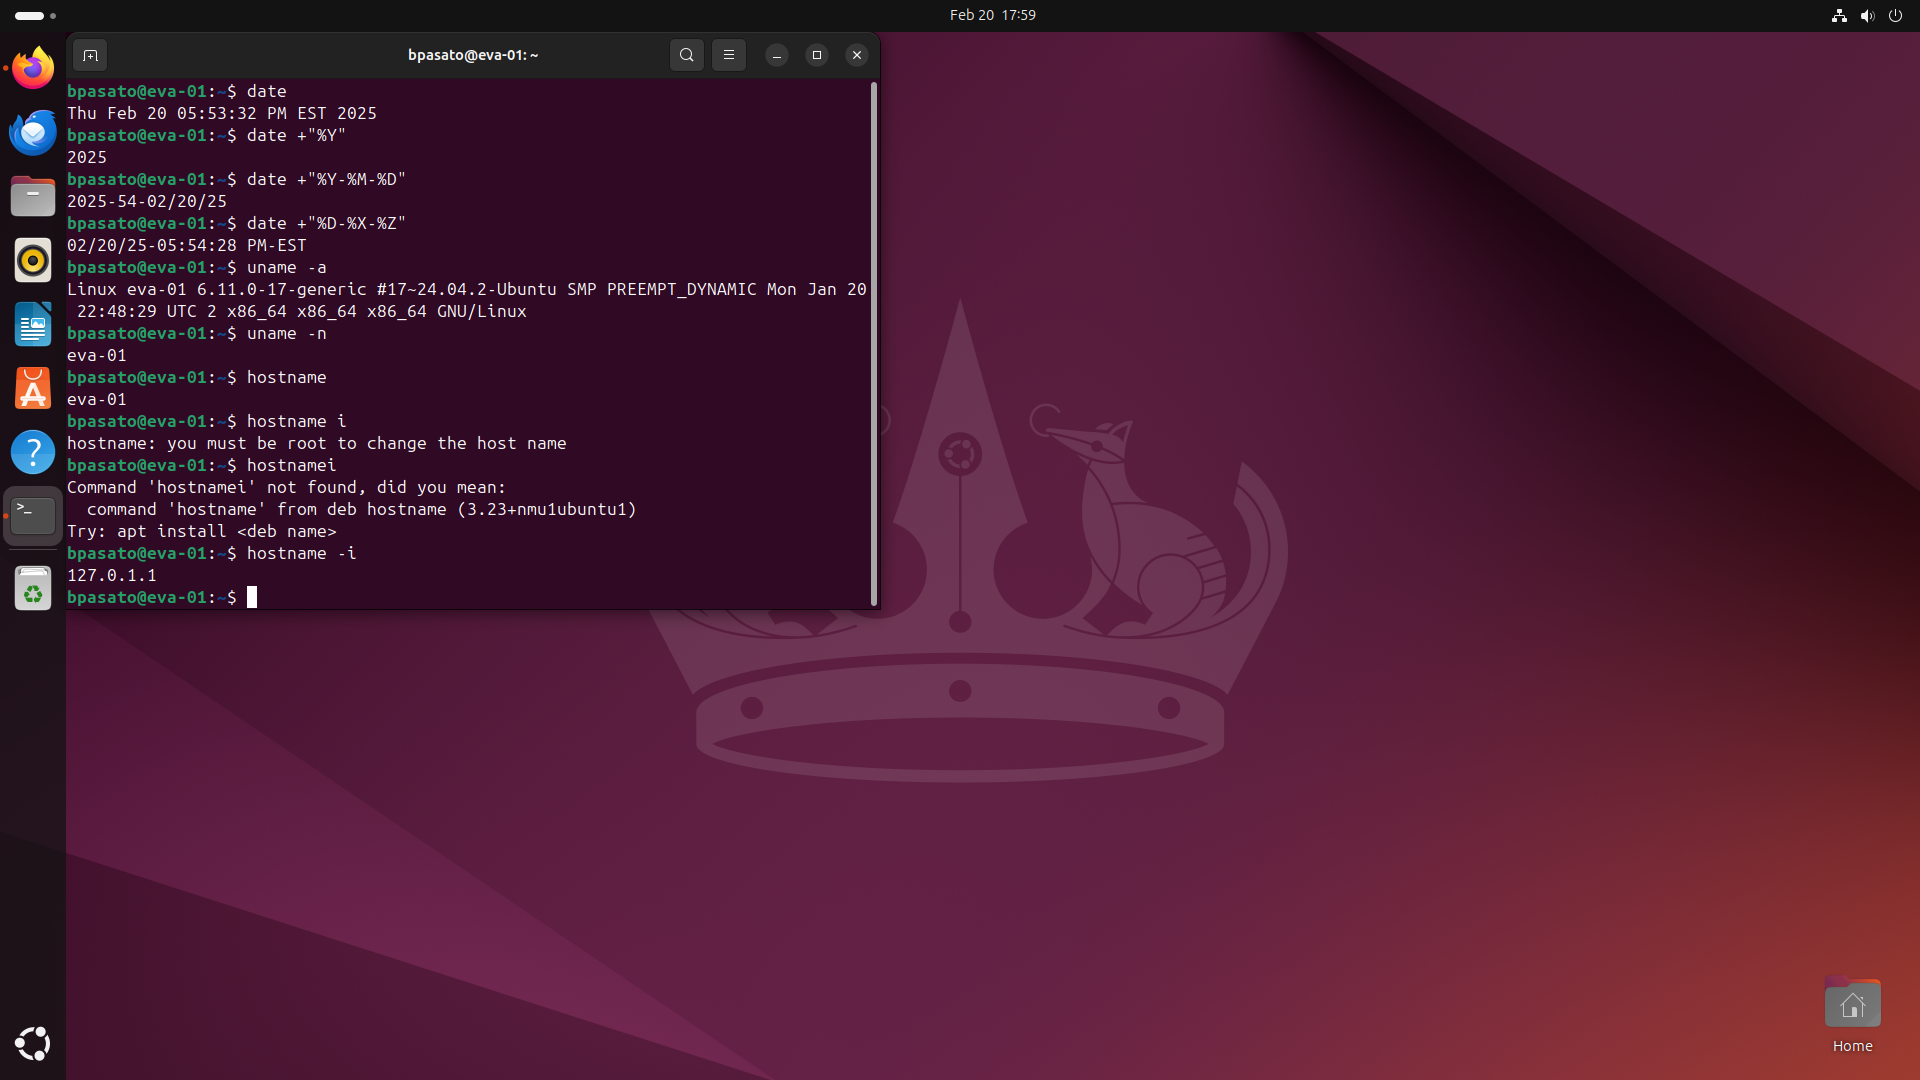 Feb 20 17:59
bpasato@eva-01: ~
bpasato@eva-01:~$ date
Thu Feb 20 05:53:32 PM EST 2025
bpasato@eva-01:~$ date +"%Y"
2025
bpasato@eva-01:~$ date +"%Y-%M-%D"
2025-54-02/20/25
bpasato@eva-01:~$ date +"%D-%X-%Z"
02/20/25-05:54:28 PM-EST
bpasato@eva-01:~$ uname -a
Linux eva-01 6.11.0-17-generic #17~24.04.2-Ubuntu SMP PREEMPT_DYNAMIC Mon Jan 20
 22:48:29 UTC 2 x86_64 x86_64 x86_64 GNU/Linux
bpasato@eva-01:~$ uname -n
eva-01
bpasato@eva-01:~$ hostname
eva-01
bpasato@eva-01:~$ hostname i
hostname: you must be root to change the host name
bpasato@eva-01:~$ hostnamei
Command 'hostnamei' not found, did you mean:
  command 'hostname' from deb hostname (3.23+nmu1ubuntu1)
Try: apt install <deb name>
bpasato@eva-01:~$ hostname -i
127.0.1.1
bpasato@eva-01:~$
Home